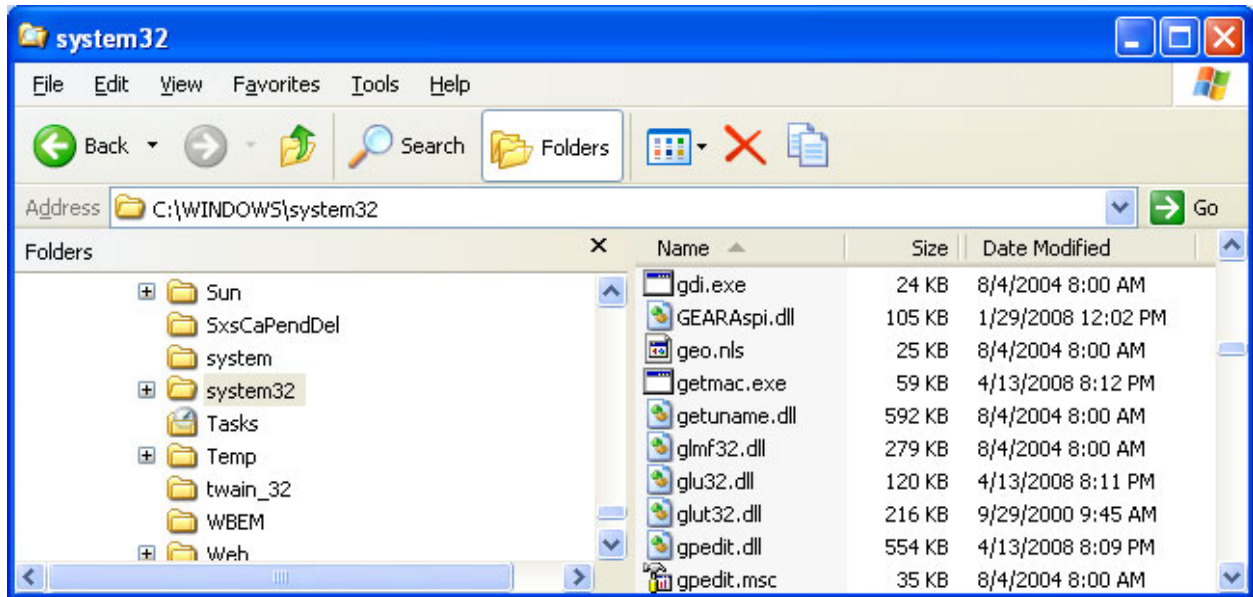 system32
File Edit View Favorites Tools Help
Back Search Folders
Address C:\WINDOWS\system32 Go
Folders Name Size Date Modified
Sun
SxsCaPendDel
system
system32
Tasks
Temp
twain_32
WBEM
Web
gdi.exe 24 KB 8/4/2004 8:00 AM
GEARAspi.dll 105 KB 1/29/2008 12:02 PM
geo.nls 25 KB 8/4/2004 8:00 AM
getmac.exe 59 KB 4/13/2008 8:12 PM
getuname.dll 592 KB 8/4/2004 8:00 AM
glmf32.dll 279 KB 8/4/2004 8:00 AM
glu32.dll 120 KB 4/13/2008 8:11 PM
glut32.dll 216 KB 9/29/2000 9:45 AM
gpedit.dll 554 KB 4/13/2008 8:09 PM
gpedit.msc 35 KB 8/4/2004 8:00 AM